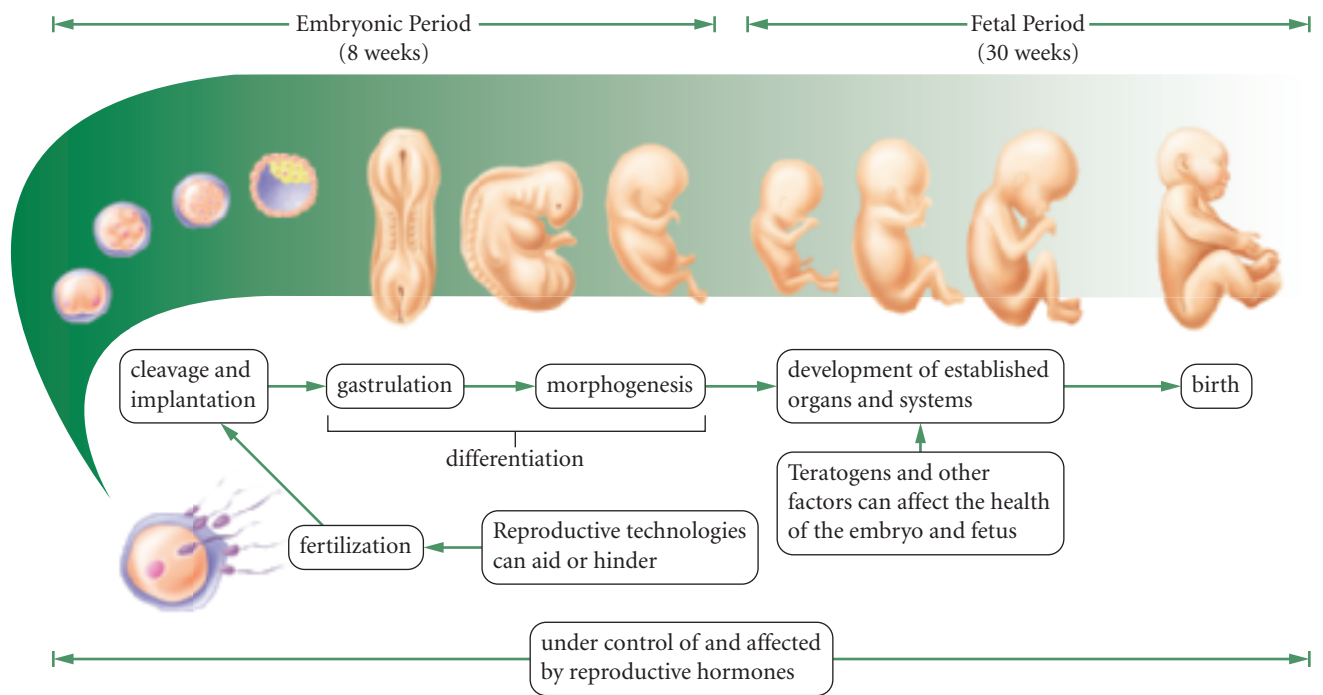 Embryonic Period
(8 weeks)
Fetal Period
(30 weeks)
cleavage and
implantation
gastrulation
morphogenesis
development of established
organs and systems
birth
differentiation
Teratogens and other
factors can affect the health
of the embryo and fetus
fertilization
Reproductive technologies
can aid or hinder
under control of and affected
by reproductive hormones